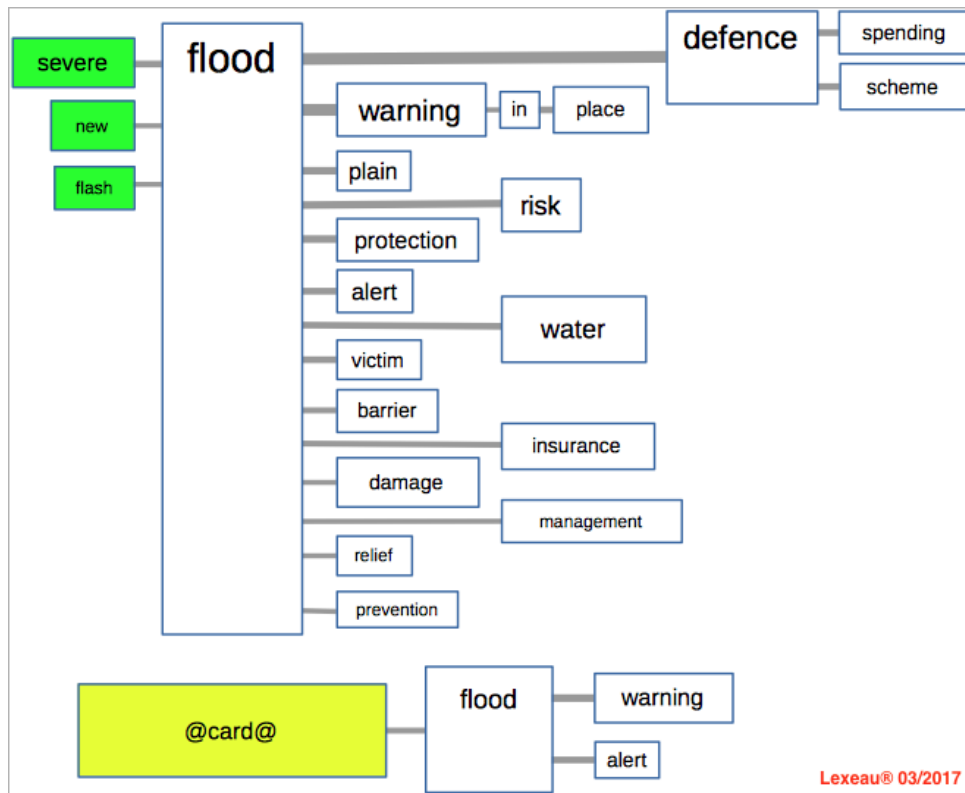 severe
new
flash
flood
defence
spending
scheme
warning
in
place
plain
risk
protection
alert
water
victim
barrier
insurance
damage
management
relief
prevention
@card@
flood
warning
alert
Lexeau® 03/2017